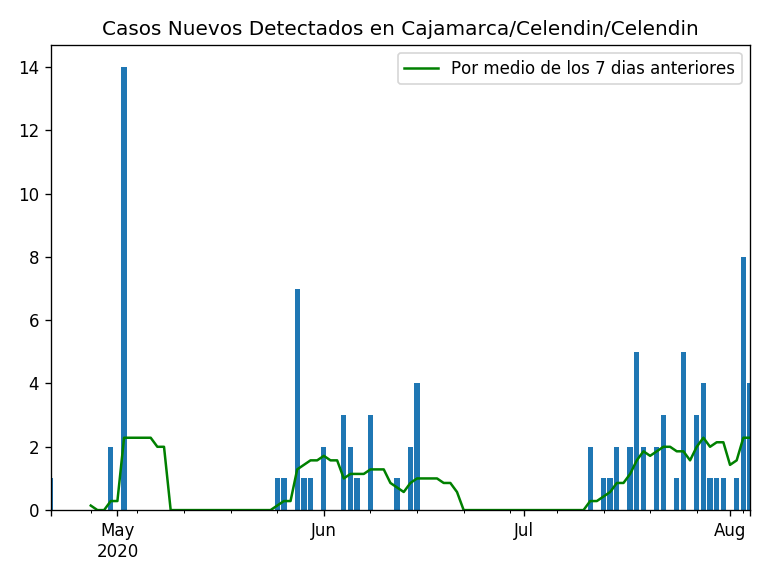 Casos Nuevos Detectados en Cajamarca/Celendin/Celendin
Por medio de los 7 dias anteriores
14
12
10
8
6
4
2
0
May
2020
Jun
Jul
Aug